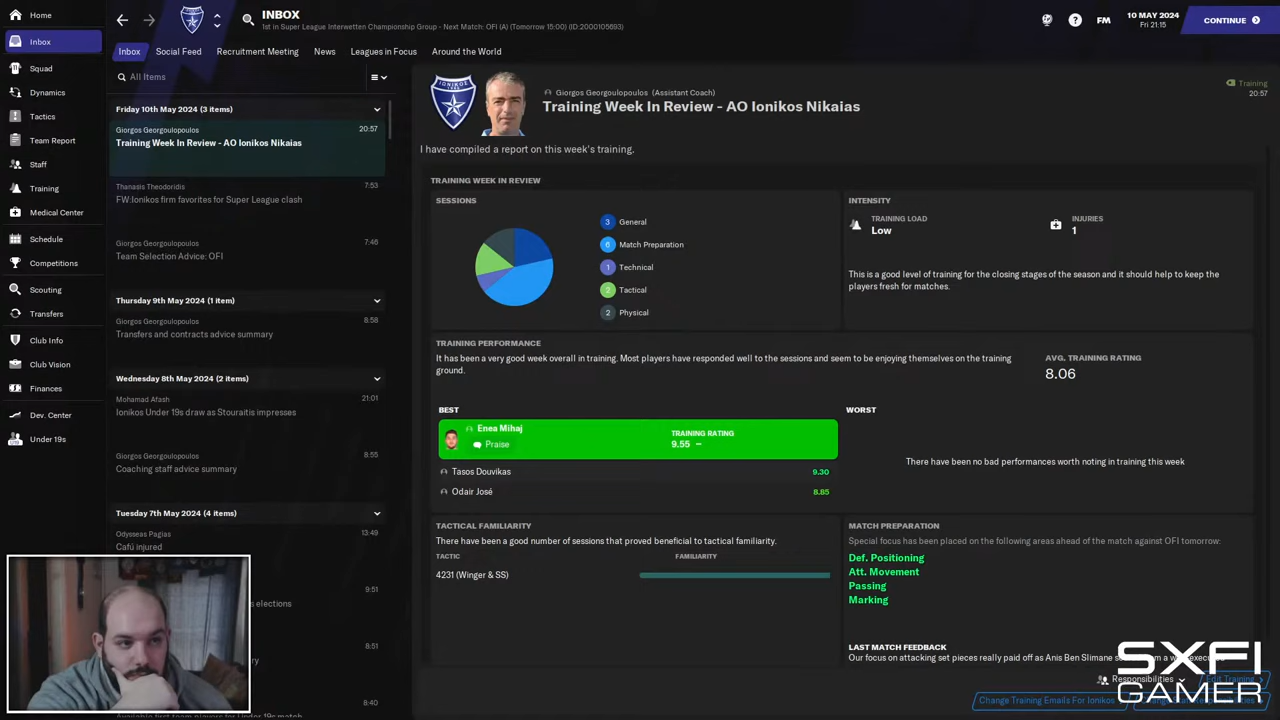 Home
INBOX
1st in Super League Interwetten Championship Group - Next Match: OFI (A) (Tomorrow 15:00) (ID:2000105693)
FM
10 MAY 2024
Fri 21:15
CONTINUE
Inbox
Inbox
Social Feed
Recruitment Meeting
News
Leagues in Focus
Around the World
Squad
Dynamics
Tactics
Team Report
Staff
Training
Medical Center
Schedule
Competitions
Scouting
Transfers
Club Info
Club Vision
Finances
Dev. Center
Under 19s
All Items
Friday 10th May 2024 (3 items)
Giorgos Georgoulopoulos 20:57
Training Week In Review - AO Ionikos Nikaias
Thanasis Theodoridis 7:53
FW:Ionikos firm favorites for Super League clash
Giorgos Georgoulopoulos 7:46
Team Selection Advice: OFI
Thursday 9th May 2024 (1 item)
Giorgos Georgoulopoulos 8:58
Transfers and contracts advice summary
Wednesday 8th May 2024 (2 items)
Mohamad Afash 21:01
Ionikos Under 19s draw as Stouraitis impresses
Giorgos Georgoulopoulos 8:55
Coaching staff advice summary
Tuesday 7th May 2024 (4 items)
Odysseas Pagias 13:49
Cafú injured
9:51
elections
8:51
8:40
IONIKOΣ
Giorgos Georgoulopoulos (Assistant Coach)
Training Week In Review - AO Ionikos Nikaias
Training
20:57
I have compiled a report on this week's training.
TRAINING WEEK IN REVIEW
SESSIONS
3 General
6 Match Preparation
1 Technical
2 Tactical
2 Physical
INTENSITY
TRAINING LOAD
Low
INJURIES
1
This is a good level of training for the closing stages of the season and it should help to keep the
players fresh for matches.
TRAINING PERFORMANCE
It has been a very good week overall in training. Most players have responded well to the sessions and seem to be enjoying themselves on the training
ground.
AVG. TRAINING RATING
8.06
BEST
Enea Mihaj
Praise
TRAINING RATING
9.55 –
Tasos Douvikas 9.30
Odair José 8.85
WORST
There have been no bad performances worth noting in training this week
TACTICAL FAMILIARITY
There have been a good number of sessions that proved beneficial to tactical familiarity.
TACTIC FAMILIARITY
4231 (Winger & SS)
MATCH PREPARATION
Special focus has been placed on the following areas ahead of the match against OFI tomorrow:
Def. Positioning
Att. Movement
Passing
Marking
LAST MATCH FEEDBACK
Our focus on attacking set pieces really paid off as Anis Ben Slimane
Responsibilities
Edit Training
Change Training Emails For Ionikos
SXFI
GAMER